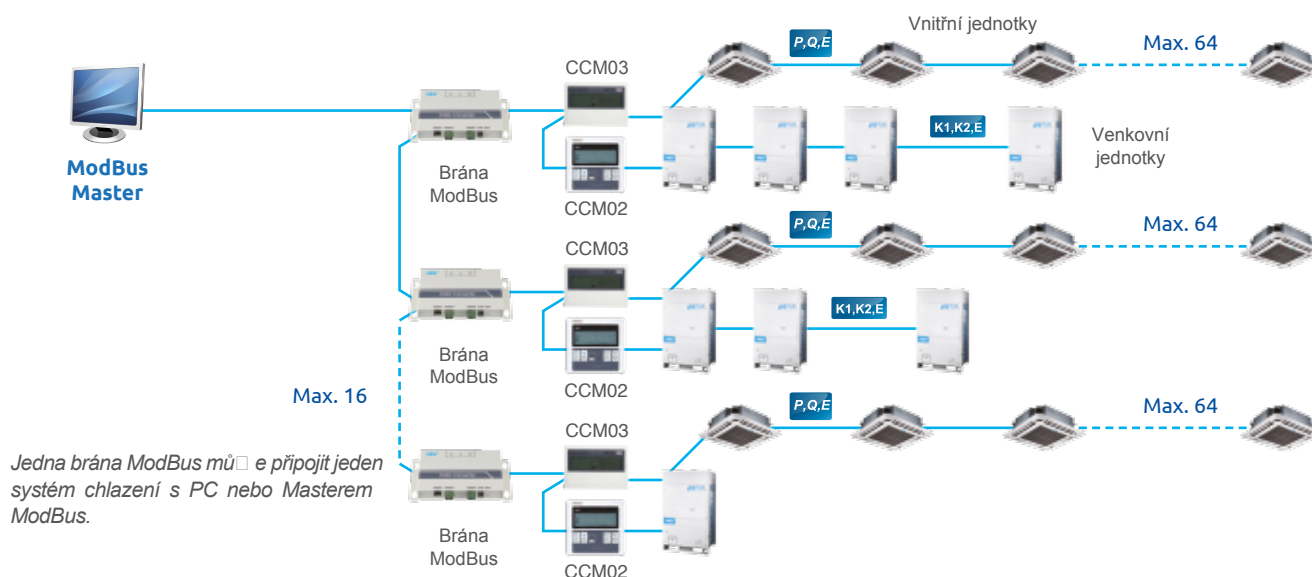 Vnitřní jednotky
P,Q,E
Max. 64
CCM03
K1,K2,E
Venkovní
jednotky
ModBus
Master
Brána
ModBus
CCM02
P,Q,E
Max. 64
CCM03
K1,K2,E
Brána
ModBus
CCM02
Max. 16
P,Q,E
Max. 64
CCM03
Jedna brána ModBus mů□ e připojit jeden
systém chlazení s PC nebo Masterem
ModBus.
Brána
ModBus
CCM02